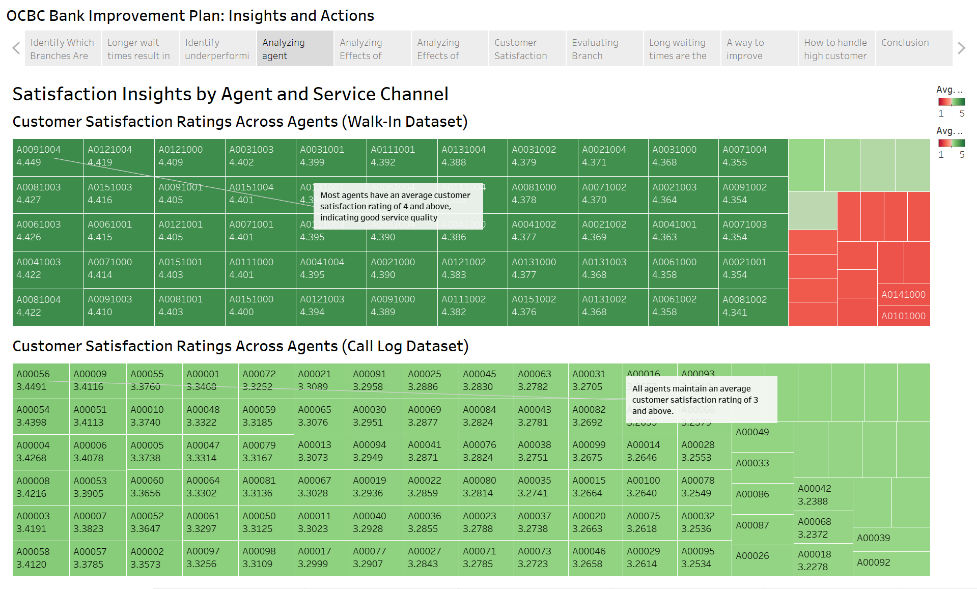 OCBC Bank Improvement Plan: Insights and Actions
Identify Which Branches Are
Longer wait times result in
Identify underperformi
Analyzing agent
Analyzing Effects of
Analyzing Effects of
Customer Satisfaction
Evaluating Branch
Long waiting times are the
A way to improve
How to handle high customer
Conclusion
Satisfaction Insights by Agent and Service Channel
Avg. ..
1 5
Avg. ..
1 5
Customer Satisfaction Ratings Across Agents (Walk-In Dataset)
A0091004 A0121004 A0121000 A0031003 A0031001 A0111001 A0131004 A0031002 A0021004 A0031000 A0071004
4.449 4.419 4.409 4.402 4.399 4.392 4.388 4.379 4.371 4.368 4.355
A0081003 A0151003 A0091001 A0151004 A0081000 A0071002 A0021003 A0091002
4.427 4.416 4.405 4.401 4.378 4.370 4.364 4.354
Most agents have an average customer
satisfaction rating of 4 and above,
indicating good service quality
A0061003 A0061001 A0121001 A0071001 A0041002 A0021002 A0041001 A0071003
4.426 4.415 4.405 4.401 4.395 4.390 4.386 4.377 4.369 4.363 4.354
A0041003 A0071000 A0151001 A0111000 A0041004 A0021000 A0121002 A0131000 A0131003 A0061000 A0021001
4.422 4.414 4.403 4.401 4.395 4.390 4.383 4.377 4.368 4.358 4.354
A0081004 A0091003 A0081001 A0151000 A0121003 A0091000 A0111002 A0151002 A0131002 A0061002 A0081002
4.422 4.410 4.403 4.400 4.394 4.389 4.382 4.376 4.368 4.358 4.341
A0141000
A0101000
Customer Satisfaction Ratings Across Agents (Call Log Dataset)
A00056 A00009 A00055 A00001 A00072 A00021 A00091 A00025 A00045 A00063 A00031 A00016 A00093
3.4491 3.4116 3.3760 3.3468 3.3252 3.3089 3.2958 3.2886 3.2830 3.2782 3.2705
All agents maintain an average
customer satisfaction rating of 3
and above.
A00054 A00051 A00010 A00048 A00059 A00065 A00030 A00069 A00084 A00043 A00082
3.4398 3.4113 3.3740 3.3322 3.3185 3.3076 3.2951 3.2877 3.2824 3.2781 3.2692
A00049
A00004 A00006 A00005 A00047 A00079 A00013 A00094 A00041 A00076 A00038 A00099 A00014 A00028
4.4268 3.4078 3.3738 3.3314 3.3167 3.3073 3.2949 3.2871 3.2824 3.2751 3.2675 3.2646 3.2553
A00033
A00008 A00053 A00060 A00064 A00081 A00067 A00019 A00022 A00080 A00035 A00015 A00100 A00078
3.4216 3.3905 3.3656 3.3302 3.3136 3.3028 3.2936 3.2859 3.2814 3.2741 3.2664 3.2640 3.2549
A00086
A00042
3.2388
A00003 A00007 A00052 A00061 A00050 A00011 A00040 A00036 A00023 A00037 A00020 A00075 A00032
3.4191 3.3823 3.3647 3.3297 3.3125 3.3023 3.2928 3.2855 3.2788 3.2738 3.2663 3.2618 3.2536
A00087
A00068
3.2372
A00039
A00058 A00057 A00002 A00097 A00098 A00017 A00077 A00027 A00071 A00073 A00046 A00029 A00095
3.4120 3.3785 3.3573 3.3256 3.3109 3.2999 3.2907 3.2843 3.2785 3.2723 3.2658 3.2614 3.2534
A00026
A00018
3.2278
A00092